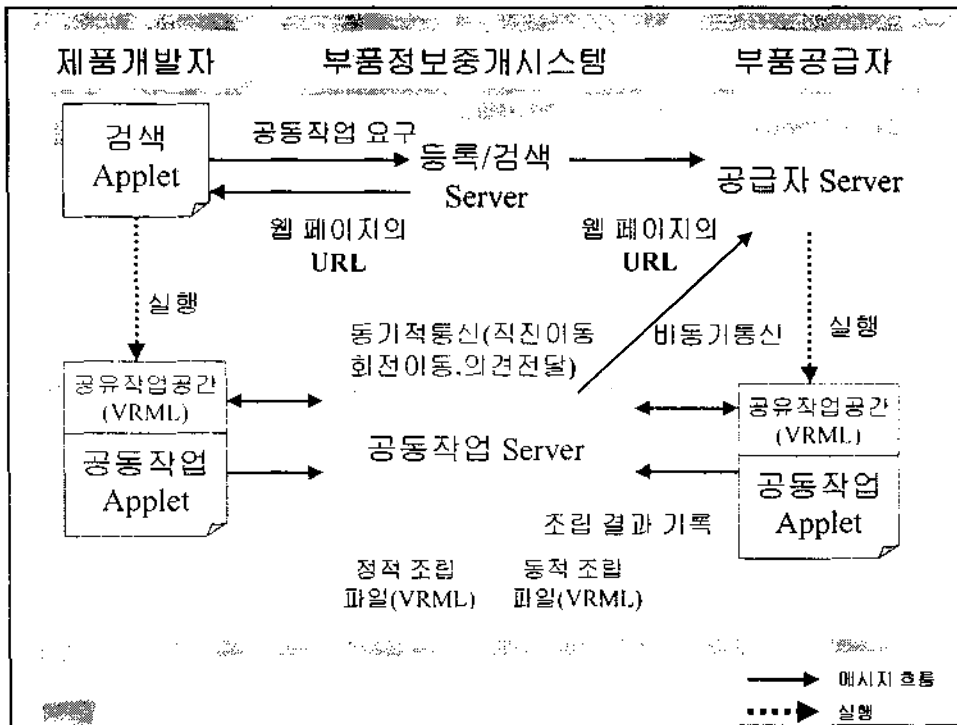 제품개발자 부품정보중개시스템 부품공급자
검색
Applet
공동작업 요구
등록/검색
Server
공급자 Server
웹 페이지의
URL
웹 페이지의
URL
실행
동기적통신(직진이동
회전이동.의견전달)
비동기통신
실행
공유작업공간
(VRML)
공유작업공간
(VRML)
공동작업 Server
공동작업
Applet
공동작업
Applet
조립 결과 기록
정적 조립
파일(VRML)
동적 조립
파일(VRML)
메시지 흐름
실행